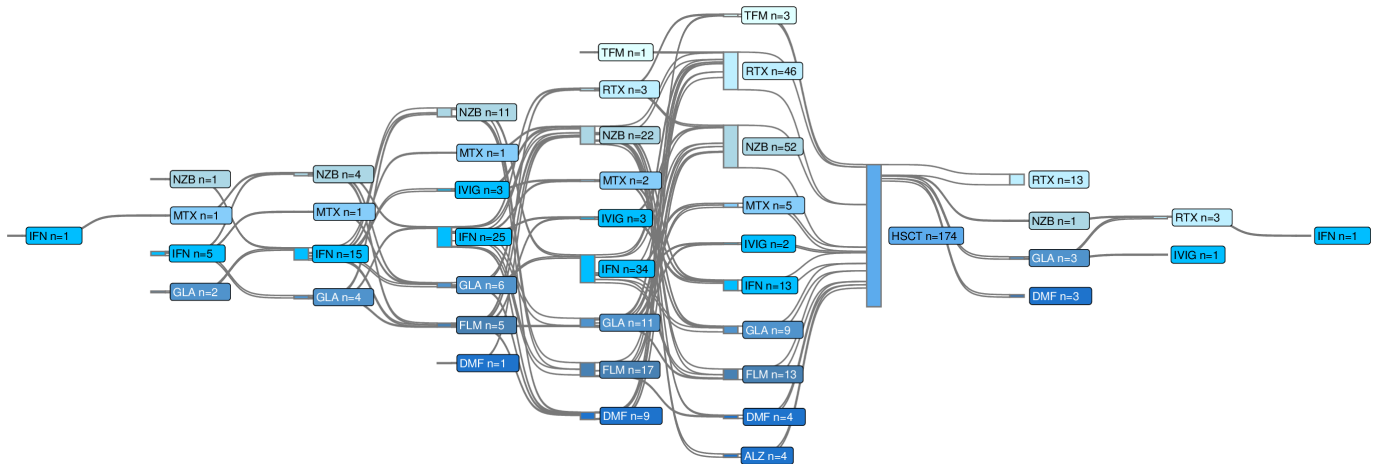 IFN n=1
NZB n=1
MTX n=1
IFN n=5
GLA n=2
NZB n=4
MTX n=1
IFN n=15
GLA n=4
NZB n=11
MTX n=1
IVIG n=3
IFN n=25
GLA n=6
FLM n=5
DMF n=1
TFM n=1
RTX n=3
NZB n=22
MTX n=2
IVIG n=3
IFN n=34
GLA n=11
FLM n=17
DMF n=9
TFM n=3
RTX n=46
NZB n=52
MTX n=5
IVIG n=2
IFN n=13
GLA n=9
FLM n=13
DMF n=4
ALZ n=4
HSCT n=174
RTX n=13
NZB n=1
GLA n=3
DMF n=3
RTX n=3
IVIG n=1
IFN n=1